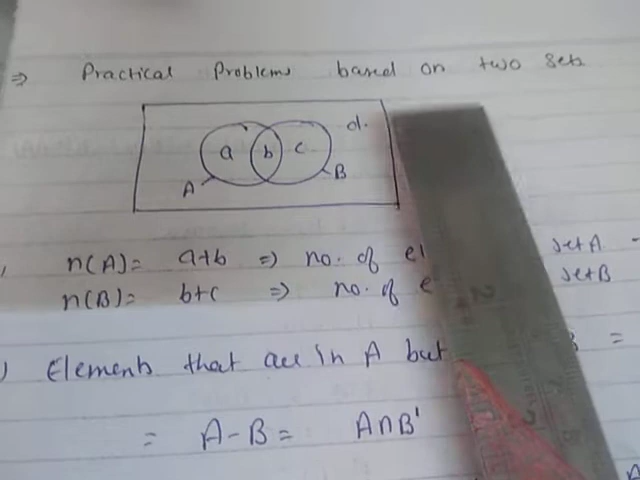 ⇒ Practical Problems based on two sets
a b c d.
A B
n(A)= a+b ⇒ no. of el set A
n(B)= b+c ⇒ no. of e set B
) Elements that are in A but B =
= A-B = A∩B'